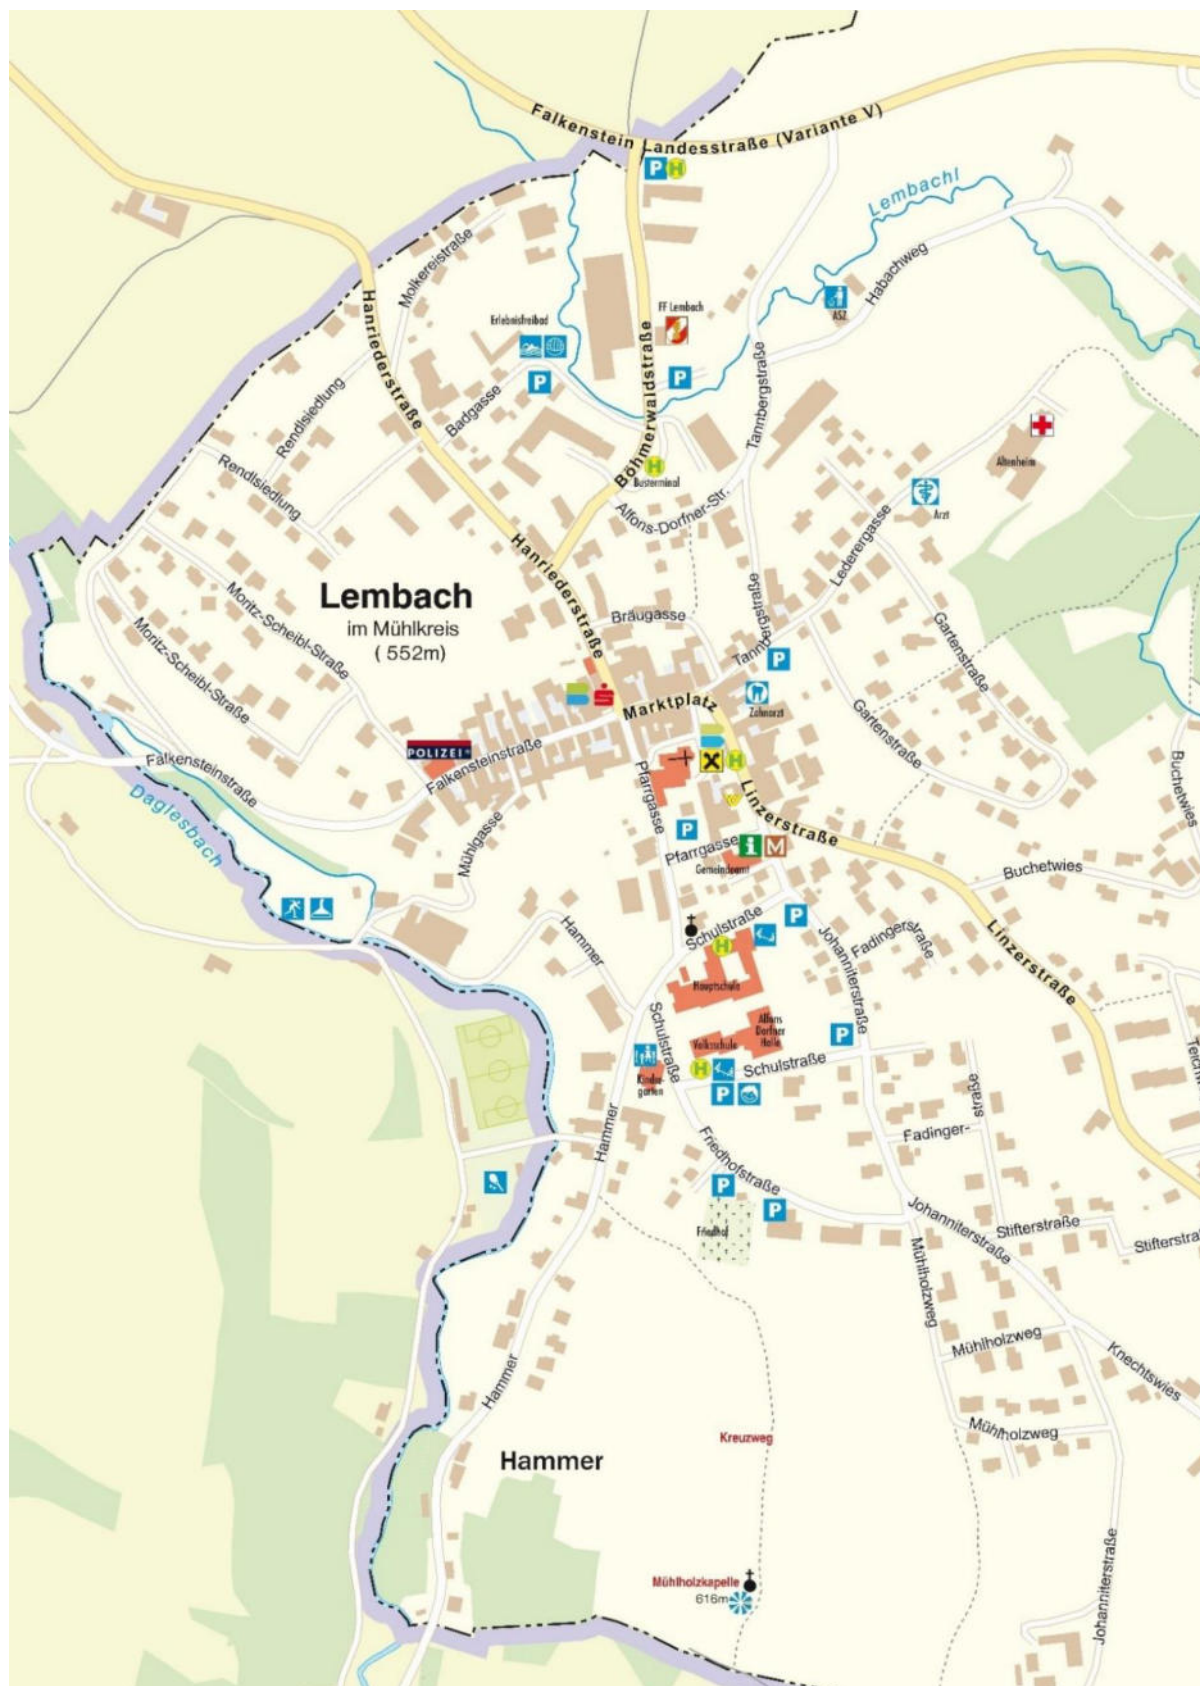 Falkenstein Landesstraße (Variante V)
P
H
Lembachl
Molkereistraße
Habachweg
Hanriederstraße
FF Lembach
ASZ
Erlebnisfreibad
P
P
Böhmerwaldstraße
Tannbergstraße
Rendlsiedlung
Badgasse
Rendlsiedlung
H
Busterminal
Altenheim
Alfons-Dorfner-Str.
Arzt
Hanriederstraße
Lederergasse
Lembach
im Mühlkreis
( 552m)
Moritz-Scheibl-Straße
Moritz-Scheibl-Straße
Bräugasse
Tannbergstraße
Tannb
P
Gartenstraße
Gartenstraße
Marktplatz
Zahnarzt
POLIZEI
Falkensteinstraße
Falkensteinstraße
H
Daglesbach
Pfarrgasse
Linzerstraße
Buchetwies
P
Mühlgasse
Pfarrgasse
i
M
Gemeindeamt
Buchetwies
Hammer
Schulstraße
P
H
Johanniterstraße
Fadingerstraße
Linzerstraße
Hauptschule
Schulstraße
Alfons
Dorfner
Halle
P
Volksschule
Schulstraße
H
Kinder-
garten
P
Teichw
Hammer
Fadinger-
straße
Friedhofstraße
P
P
Friedhof
Johanniterstraße
Stifterstraße
Stifterstra
Mühlholzweg
Mühlholzweg
Knechtswies
Hammer
Mühlholzweg
Kreuzweg
Hammer
Mühlholzkapelle
616m
Johanniterstraße